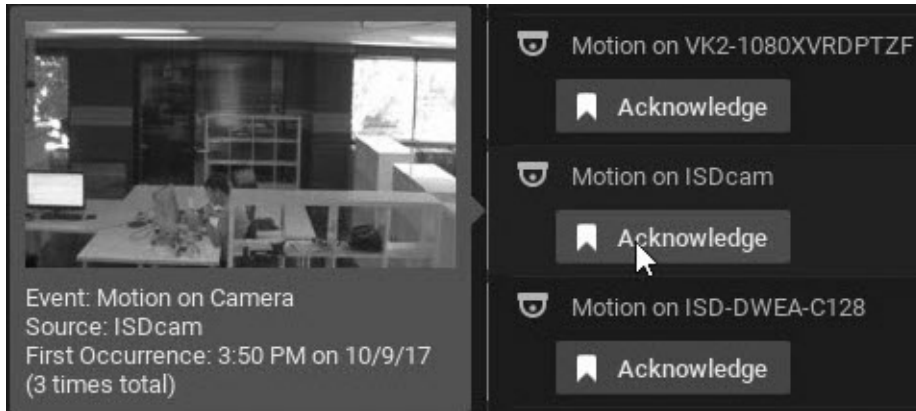 Event: Motion on Camera
Source: ISDcam
First Occurrence: 3:50 PM on 10/9/17
(3 times total)
Motion on VK2-1080XVRDPTZF
Acknowledge
Motion on ISDcam
Acknowledge
Motion on ISD-DWEA-C128
Acknowledge